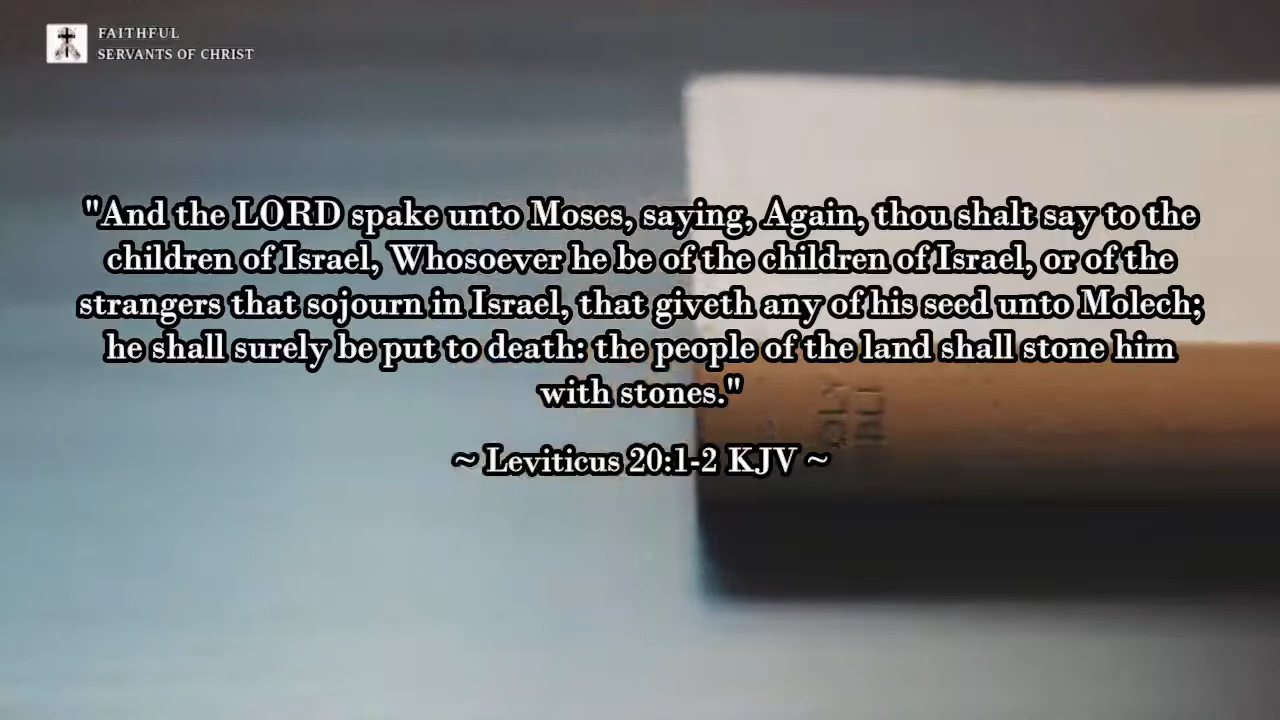 FAITHFUL
SERVANTS OF CHRIST
"And the LORD spake unto Moses, saying, Again, thou shalt say to the
children of Israel, Whosoever he be of the children of Israel, or of the
strangers that sojourn in Israel, that giveth any of his seed unto Molech;
he shall surely be put to death: the people of the land shall stone him
with stones."
~ Leviticus 20:1-2 KJV ~